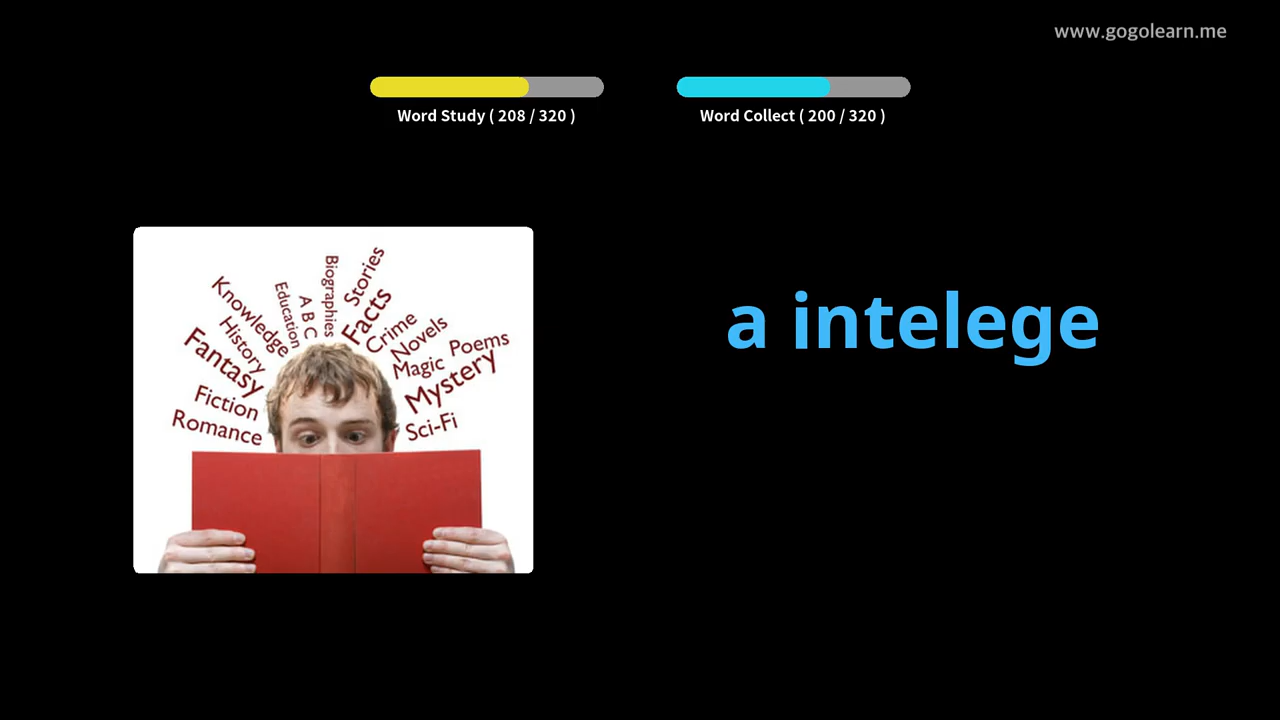 www.gogolearn.me
Word Study ( 208 / 320 )
Word Collect ( 200 / 320 )
a intelege
Knowledge
Education
A B C
Biographies
Stories
Facts
Crime
Novels
Poems
History
Magic
Fantasy
Mystery
Fiction
Sci-Fi
Romance